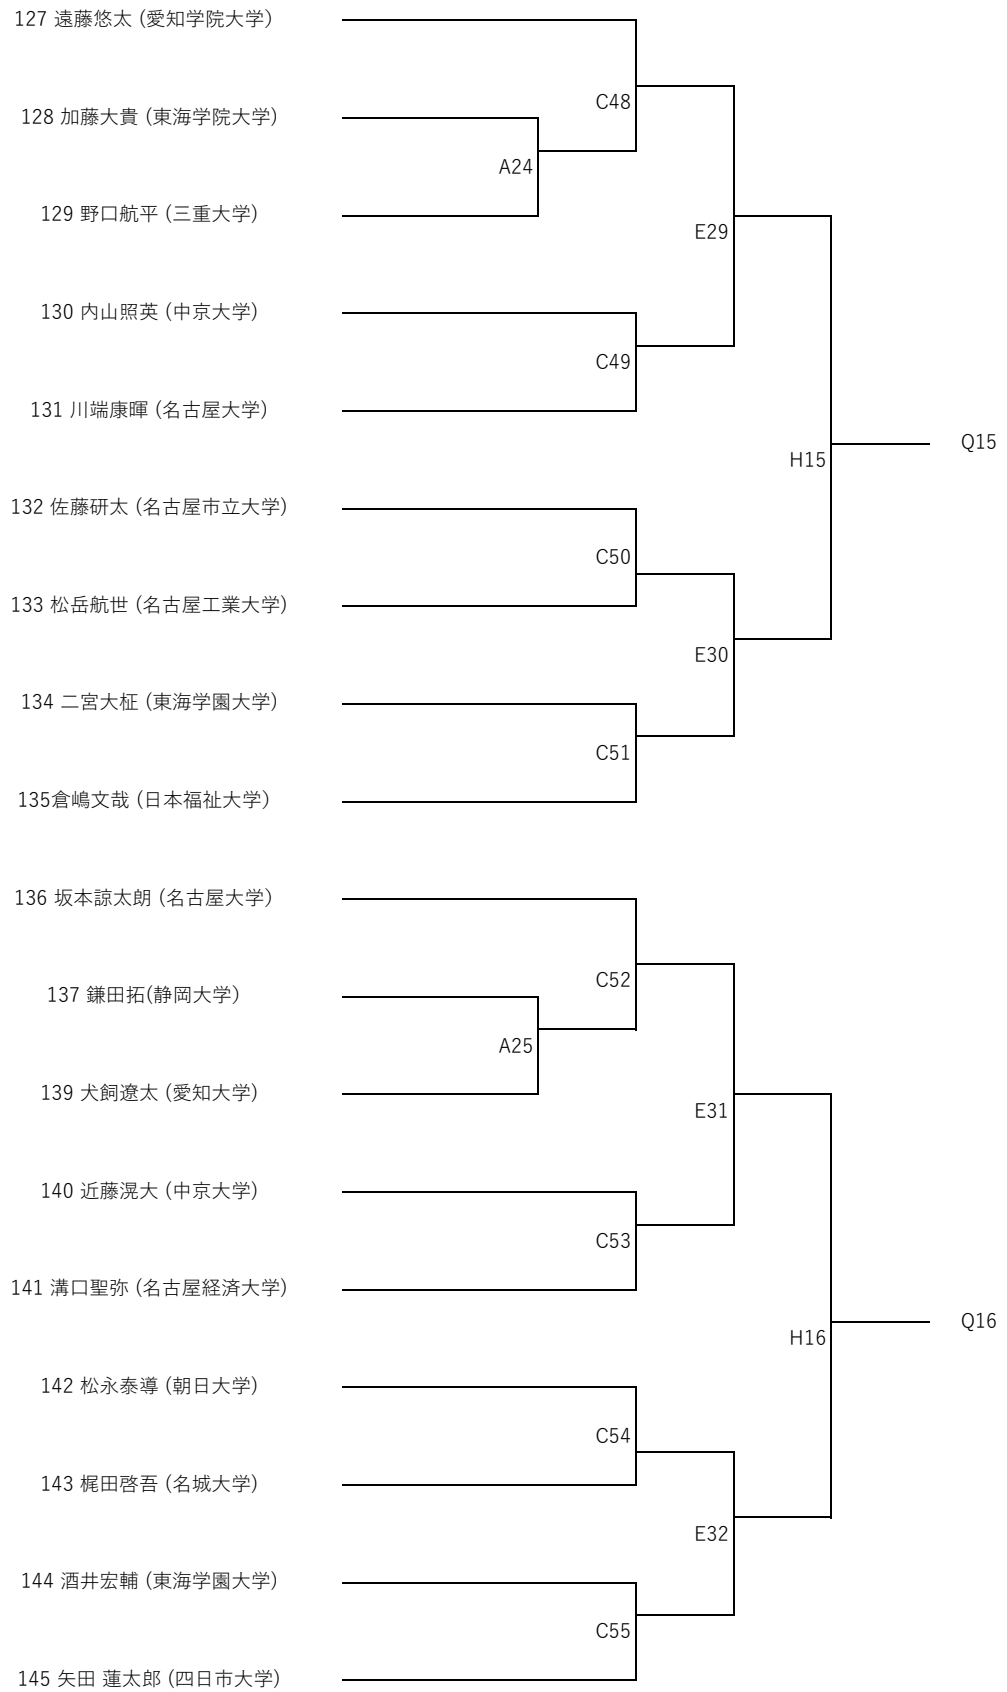 127 遠藤悠太 (愛知学院大学)
C48
128 加藤大貴 (東海学院大学)
A24
129 野口航平 (三重大学)
E29
130 内山照英 (中京大学)
C49
131 川端康暉 (名古屋大学)
Q15
H15
132 佐藤研太 (名古屋市立大学)
C50
133 松岳航世 (名古屋工業大学)
E30
134 二宮大柾 (東海学園大学)
C51
135倉嶋文哉 (日本福祉大学)
136 坂本諒太朗 (名古屋大学)
C52
137 鎌田拓(静岡大学)
A25
139 犬飼遼太 (愛知大学)
E31
140 近藤滉大 (中京大学)
C53
141 溝口聖弥 (名古屋経済大学)
Q16
H16
142 松永泰導 (朝日大学)
C54
143 梶田啓吾 (名城大学)
E32
144 酒井宏輔 (東海学園大学)
C55
145 矢田 蓮太郎 (四日市大学)